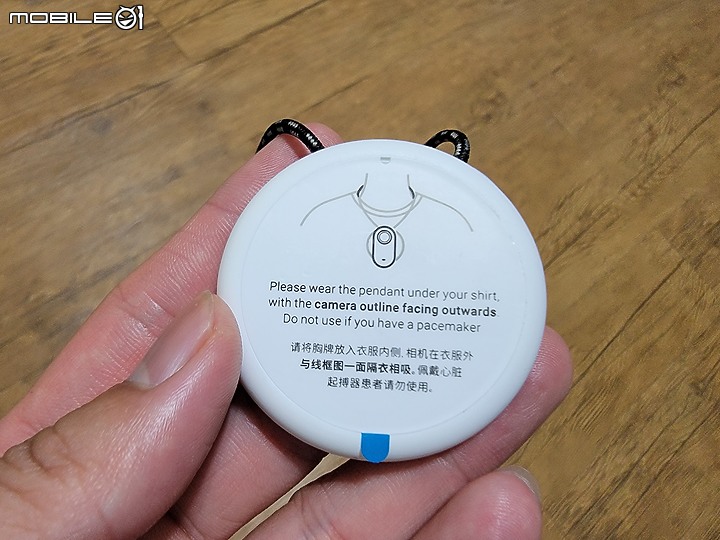 MOBILE01
Please wear the pendant under your shirt,
with the camera outline facing outwards.
Do not use if you have a pacemaker
请将胸牌放入衣服内侧, 相机在衣服外
与线框图一面隔衣相吸。佩戴心脏
起搏器患者请勿使用。